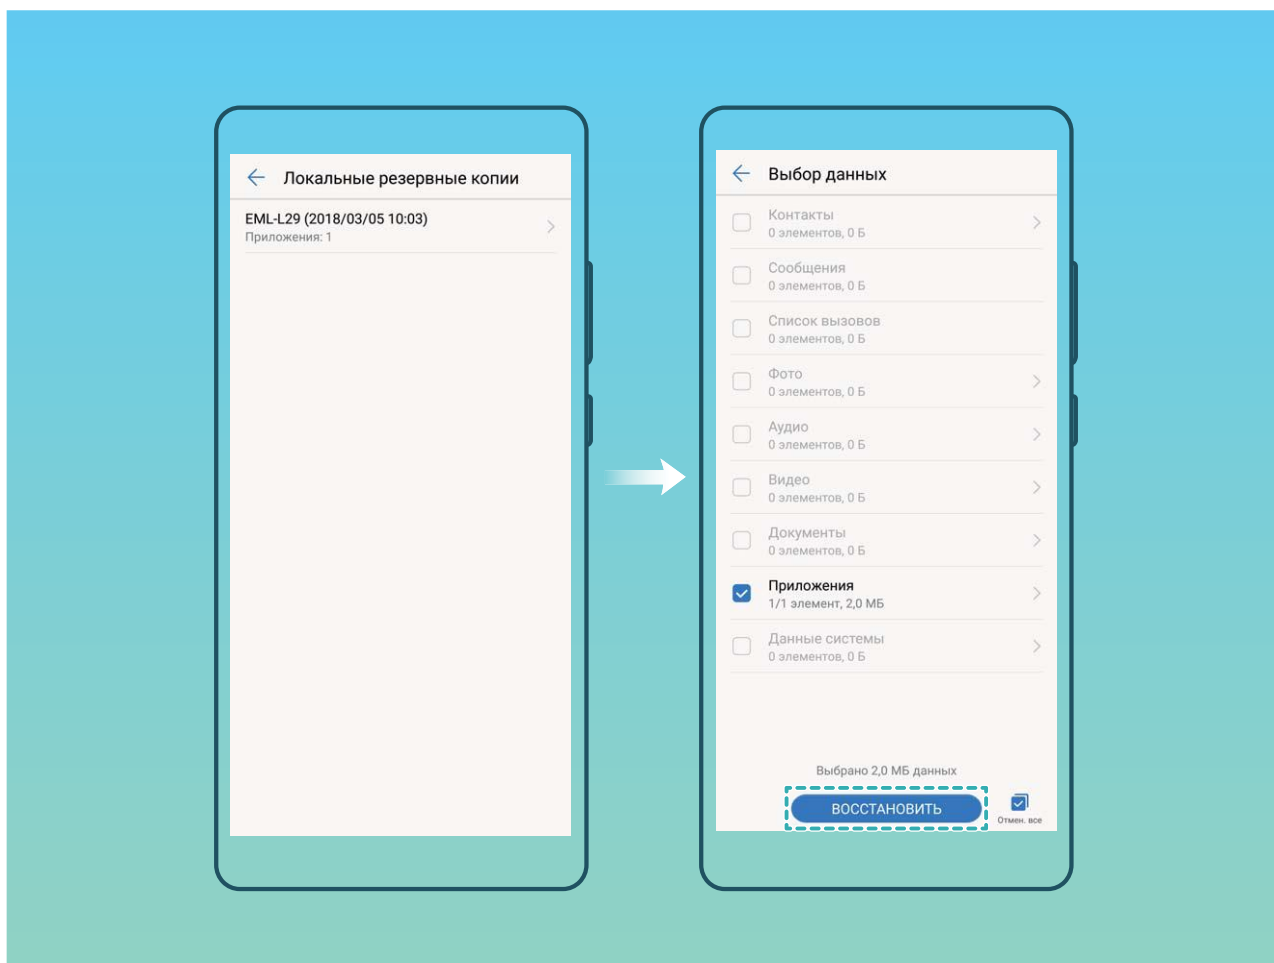 Локальные резервные копии
EML-L29 (2018/03/05 10:03)
Приложения: 1
Выбор данных
Контакты
0 элементов, 0 Б
Сообщения
0 элементов, 0 Б
Список вызовов
0 элементов, 0 Б
Фото
0 элементов, 0 Б
Аудио
0 элементов, 0 Б
Видео
0 элементов, 0 Б
Документы
0 элементов, 0 Б
Приложения
1/1 элемент, 2,0 МБ
Данные системы
0 элементов, 0 Б
Выбрано 2,0 МБ данных
ВОССТАНОВИТЬ
Отмен. все